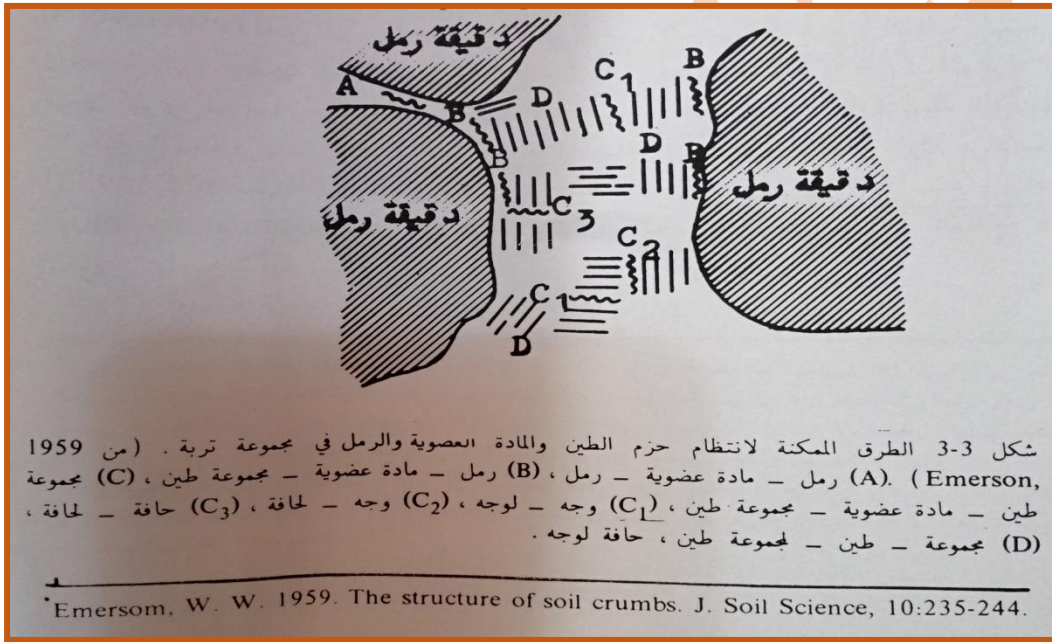 دقيقة رمل
A B D C1 B
B D B
دقيقة رمل
دقيقة رمل C3
C2
C1
D
شكل 3-3 الطرق الممكنة لانتظام حزم الطين والمادة العضوية والرمل في مجموعة تربة . (من 1959
Emerson, ) .(A) رمل – مادة عضوية – رمل ، (B) رمل – مادة عضوية – مجموعة طين ، (C) مجموعة
طين – مادة عضوية – مجموعة طين ، (C1) وجه – لوجه ، (C2) وجه – لحافة ، (C3) حافة – لحافة ،
(D) مجموعة – طين – لمجموعة طين ، حافة لوجه .
*Emersom, W. W. 1959. The structure of soil crumbs. J. Soil Science, 10:235-244.